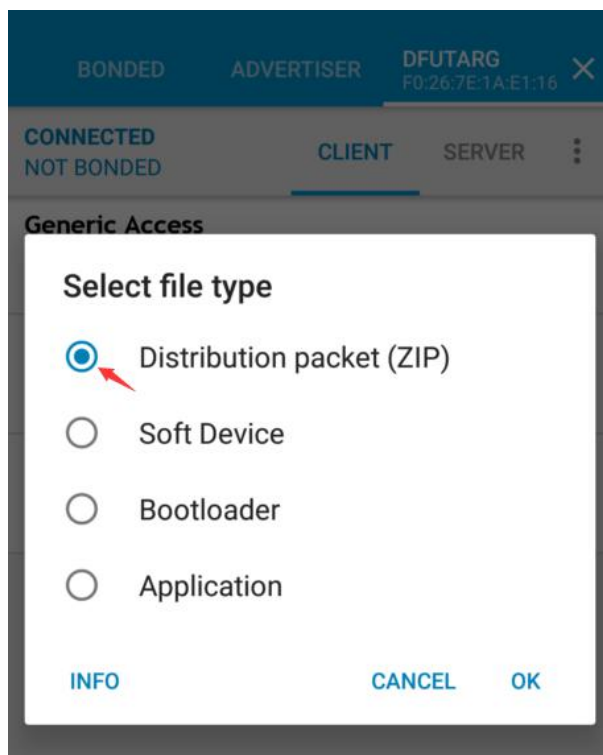 BONDED ADVERTISER DFUTARG
F0:26:7E:1A:E1:16
CONNECTED
NOT BONDED
CLIENT SERVER
Generic Access
Select file type
Distribution packet (ZIP)
Soft Device
Bootloader
Application
INFO CANCEL OK